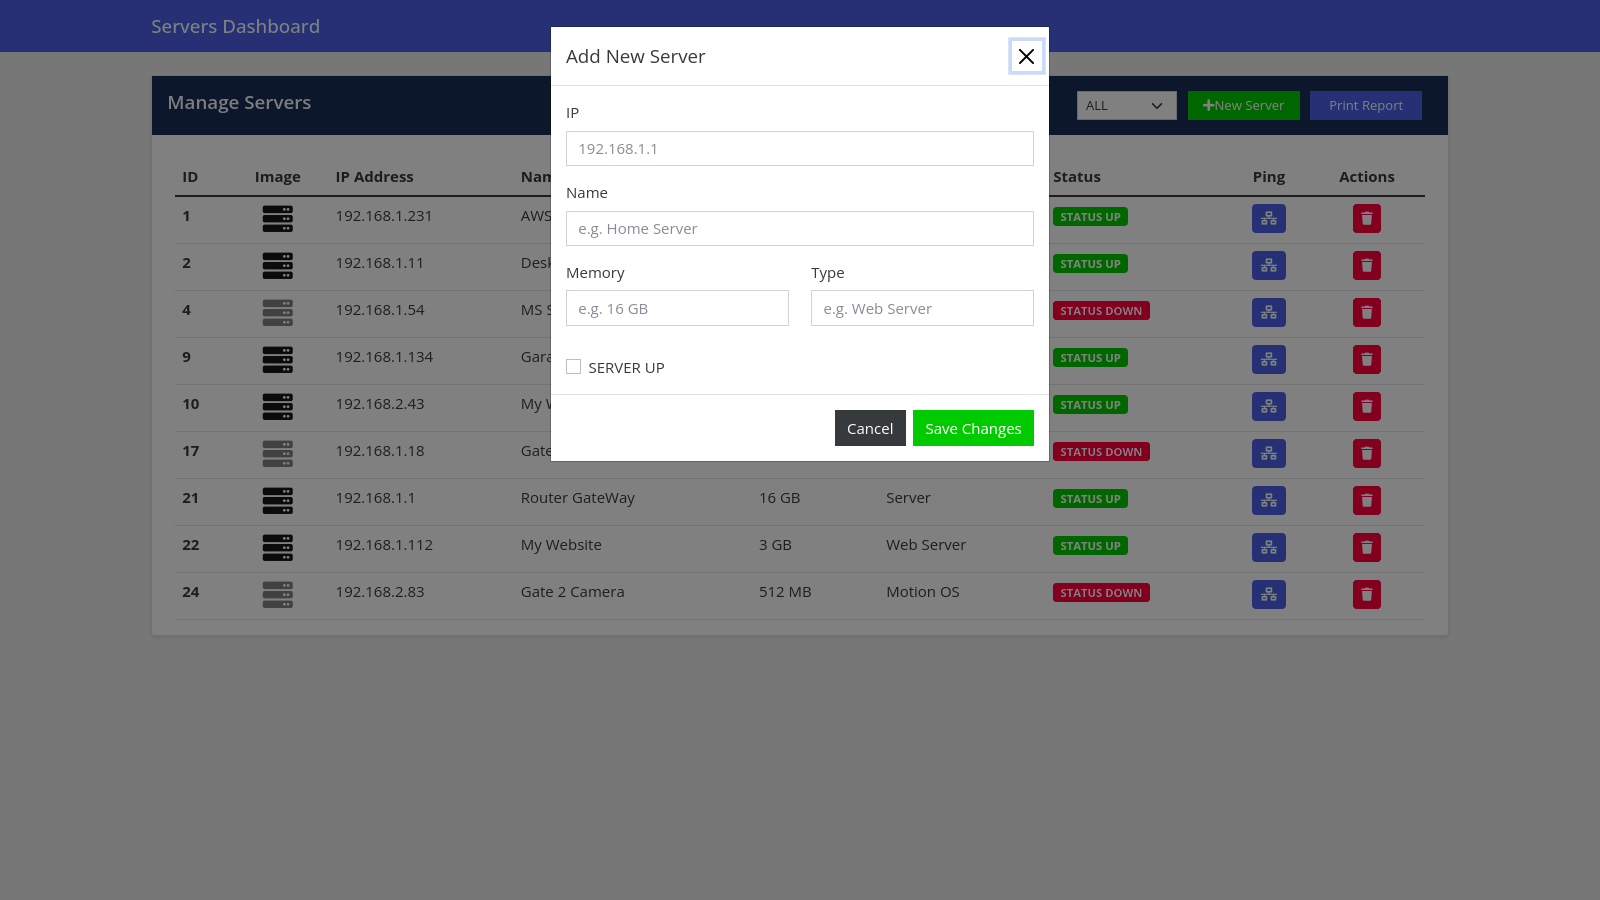 Servers Dashboard
Add New Server
Manage Servers
ALL
New Server
Print Report
IP
192.168.1.1
Name
e.g. Home Server
Memory Type
e.g. 16 GB e.g. Web Server
SERVER UP
Cancel Save Changes
ID Image IP Address Status Ping Actions
1 192.168.1.231 AWS STATUS UP
2 192.168.1.11 STATUS UP
4 192.168.1.54 MS STATUS DOWN
9 192.168.1.134 STATUS UP
10 192.168.2.43 My STATUS UP
17 192.168.1.18 Gate STATUS DOWN
21 192.168.1.1 Router GateWay 16 GB Server STATUS UP
22 192.168.1.112 My Website 3 GB Web Server STATUS UP
24 192.168.2.83 Gate 2 Camera 512 MB Motion OS STATUS DOWN